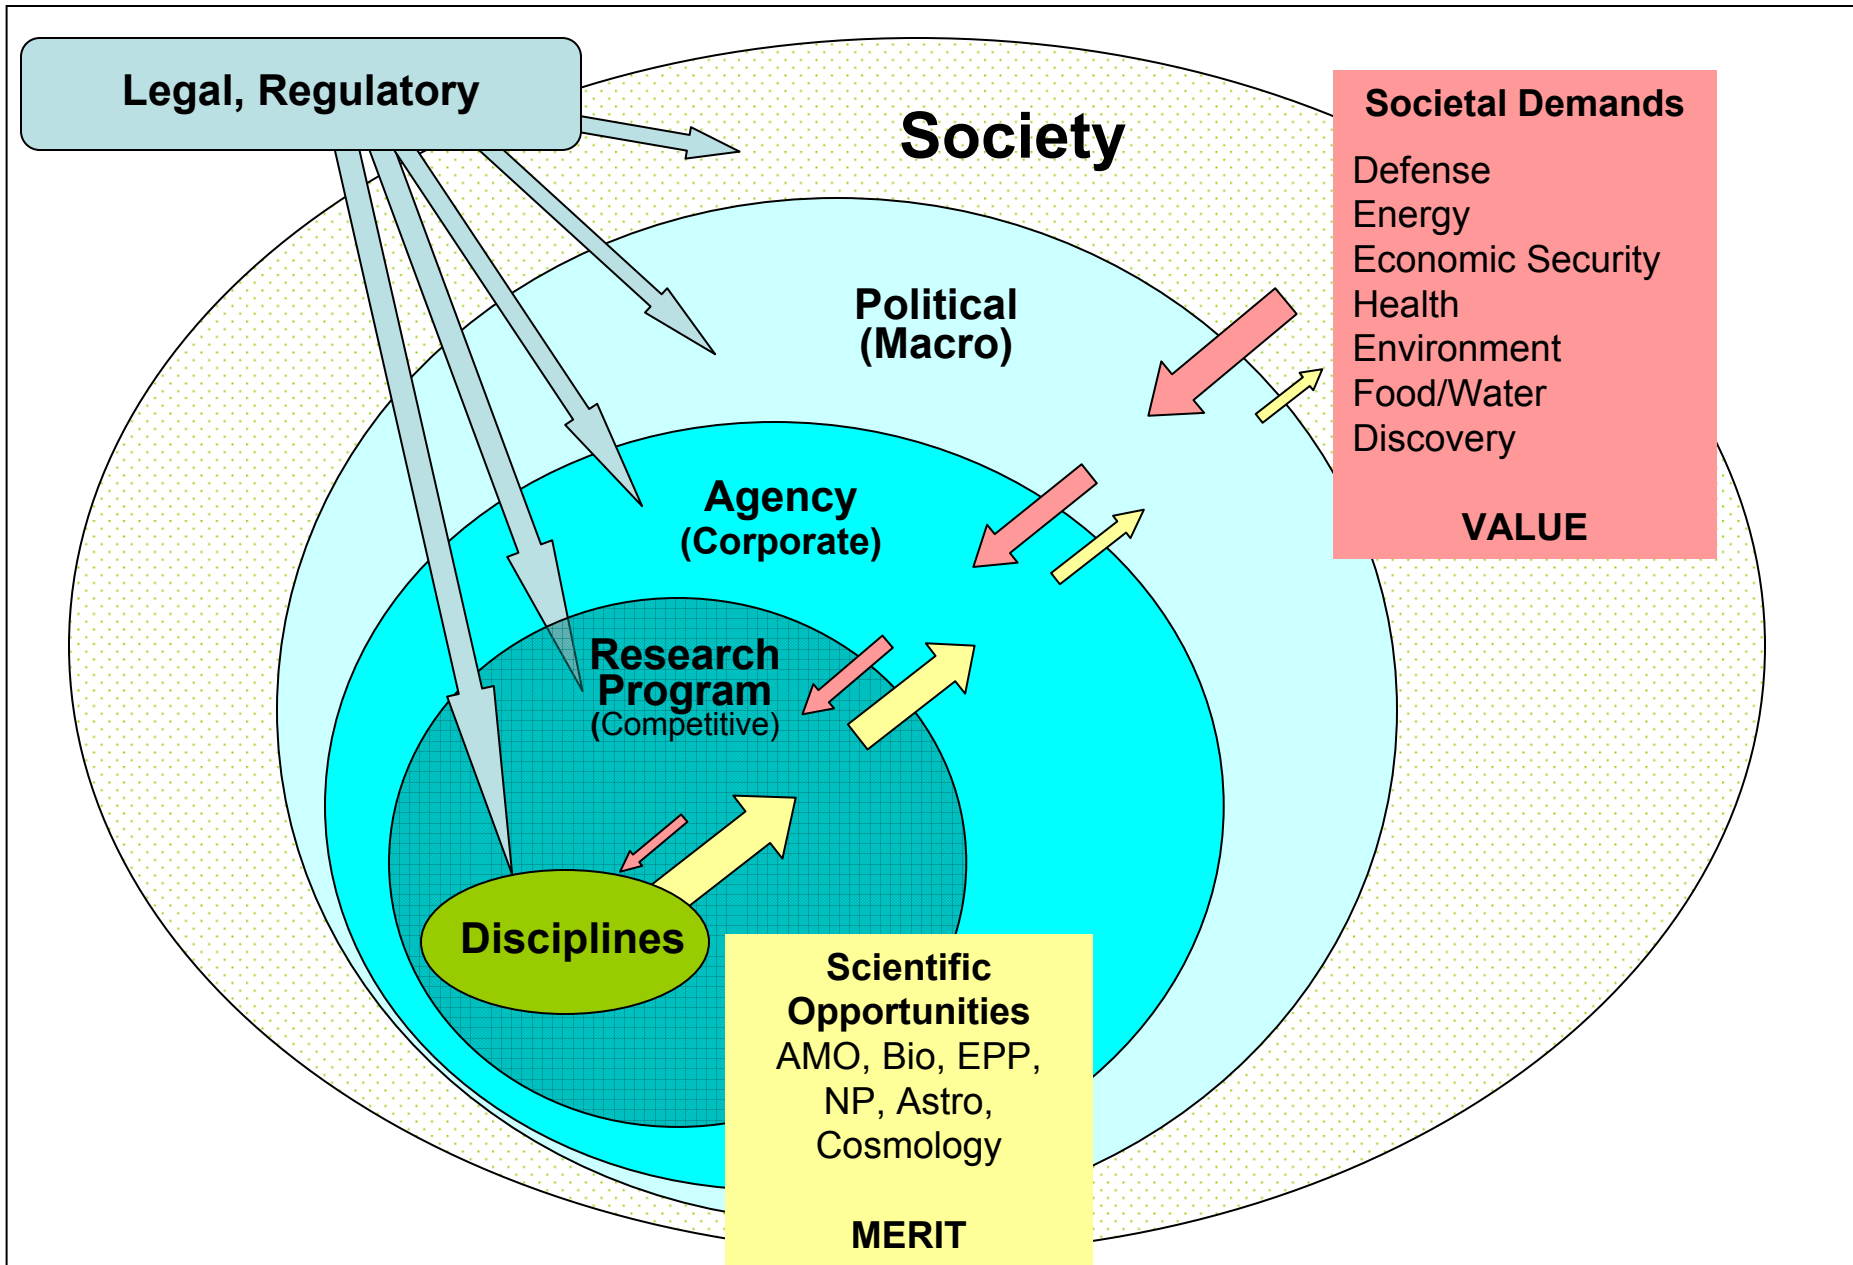 Legal, Regulatory
Society
Societal Demands
Defense
Energy
Economic Security
Health
Environment
Food/Water
Discovery
VALUE
Political
(Macro)
Agency
(Corporate)
Research
Program
(Competitive)
Disciplines
Scientific
Opportunities
AMO, Bio, EPP,
NP, Astro,
Cosmology
MERIT